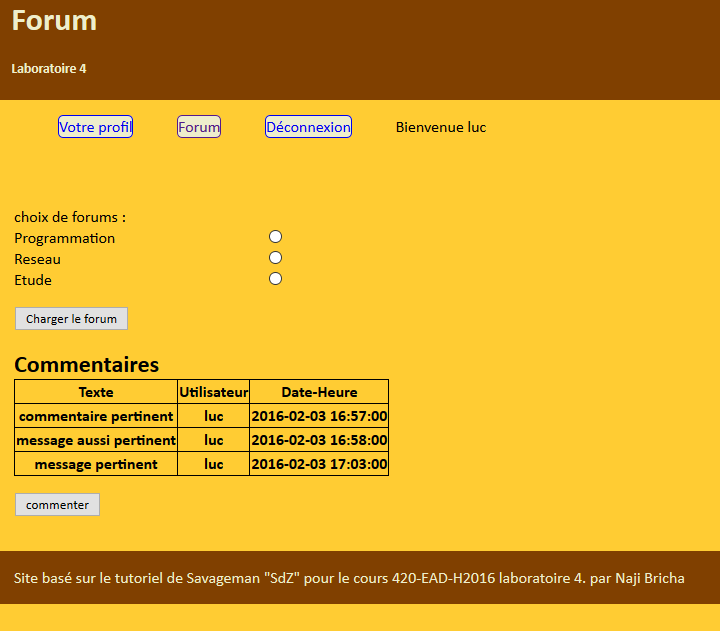 Forum
Laboratoire 4
Votre profil Forum Déconnexion Bienvenue luc
choix de forums :
Programmation
Reseau
Etude
Charger le forum
Commentaires
Texte Utilisateur Date-Heure
commentaire pertinent luc 2016-02-03 16:57:00
message aussi pertinent luc 2016-02-03 16:58:00
message pertinent luc 2016-02-03 17:03:00
commenter
Site basé sur le tutoriel de Savageman "SdZ" pour le cours 420-EAD-H2016 laboratoire 4. par Naji Bricha